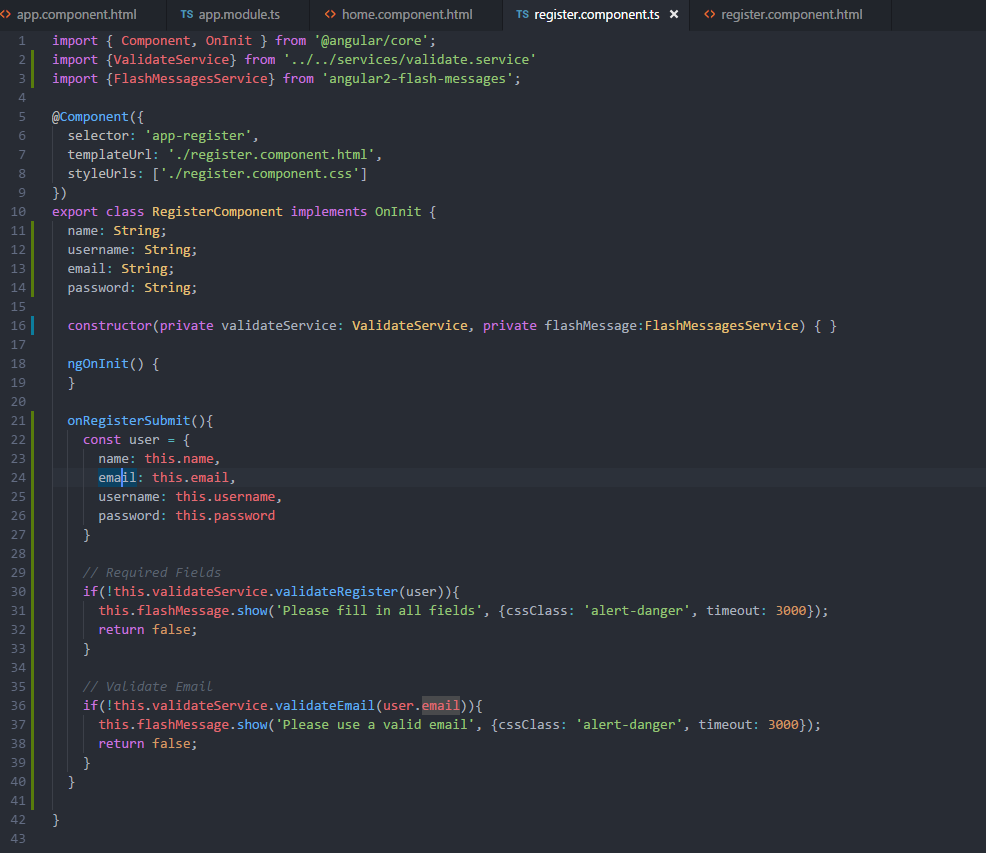 <> app.component.html TS app.module.ts <> home.component.html TS register.component.ts × <> register.component.html
1 import { Component, OnInit } from '@angular/core';
2 import {ValidateService} from '../../services/validate.service'
3 import {FlashMessagesService} from 'angular2-flash-messages';
4
5 @Component({
6   selector: 'app-register',
7   templateUrl: './register.component.html',
8   styleUrls: ['./register.component.css']
9 })
10 export class RegisterComponent implements OnInit {
11   name: String;
12   username: String;
13   email: String;
14   password: String;
15
16   constructor(private validateService: ValidateService, private flashMessage:FlashMessagesService) { }
17
18   ngOnInit() {
19   }
20
21   onRegisterSubmit(){
22     const user = {
23       name: this.name,
24       email: this.email,
25       username: this.username,
26       password: this.password
27     }
28
29     // Required Fields
30     if(!this.validateService.validateRegister(user)){
31       this.flashMessage.show('Please fill in all fields', {cssClass: 'alert-danger', timeout: 3000});
32       return false;
33     }
34
35     // Validate Email
36     if(!this.validateService.validateEmail(user.email)){
37       this.flashMessage.show('Please use a valid email', {cssClass: 'alert-danger', timeout: 3000});
38       return false;
39     }
40   }
41
42 }
43